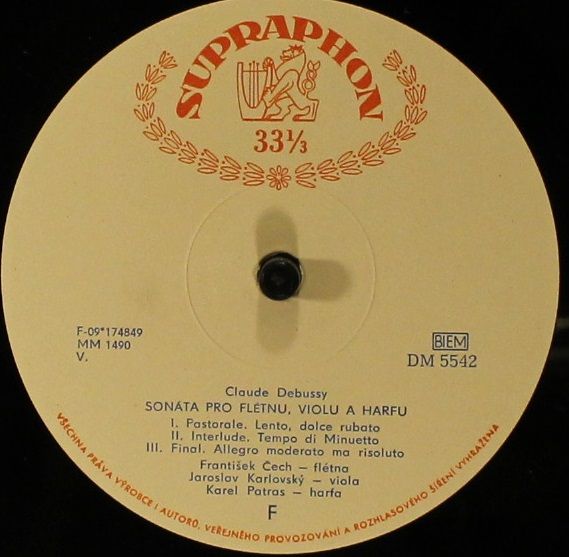 SUPRAPHON
33⅓
F-09*174849
MM 1490
V.
BIEM
DM 5542
Claude Debussy
SONÁTA PRO FLÉTNU, VIOLU A HARFU
I. Pastorale. Lento, dolce rubato
II. Interlude. Tempo di Minuetto
III. Final. Allegro moderato ma risoluto
František Čech – flétna
Jaroslav Karlovský – viola
Karel Patras – harfa
F
VŠECHNA PRÁVA VÝROBCE I AUTORŮ, VEŘEJNÉHO PROVOZOVÁNÍ A ROZHLASOVÉHO ŠÍŘENÍ VYHRAŽENA